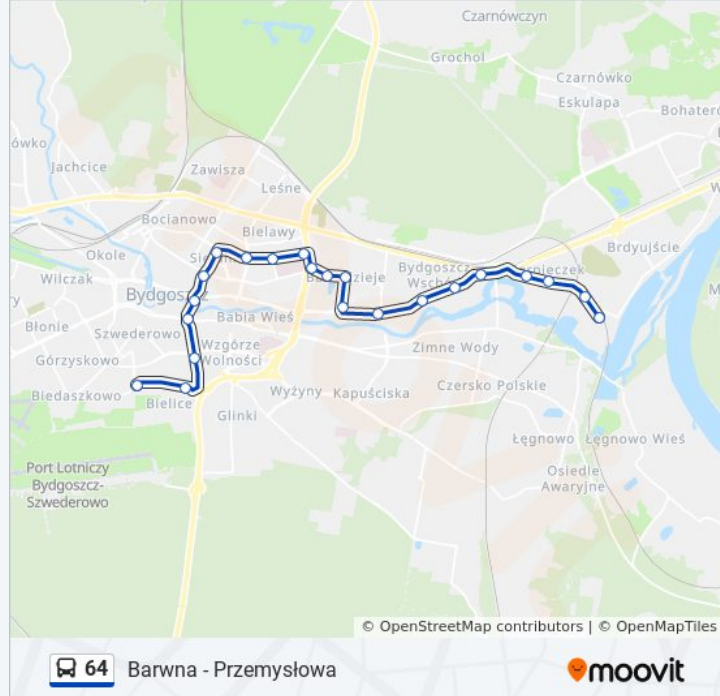 Czarnówczyn
Grochol
Czarnówko
Eskulapa
Bohater
ówko
Jachcice
Zawisza
Leśne
Bocianowo
Bielawy
Okole
Brdyujście
Bydgoszcz
Wschód
Wilczak
Bydgoszcz
Babia Wieś
Błonie
Szwederowo
Wzgórze
Wolności
Zimne Wody
Górzyskowo
Biedaszkowo
Bielice
Wyżyny
Kapuściska
Czersko Polskie
Glinki
Łęgnowo
Łęgnowo Wieś
Port Lotniczy
Bydgoszcz-
Szwederowo
Osiedle
Awaryjne
© OpenStreetMap contributors | © OpenMapTiles
64 Barwna - Przemysłowa
moovit